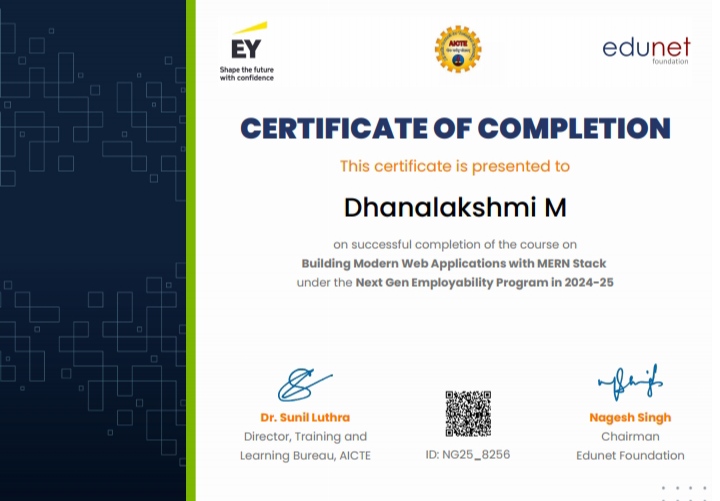 EY
Shape the future
with confidence
AICTE
edunet
foundation
CERTIFICATE OF COMPLETION
This certificate is presented to
Dhanalakshmi M
on successful completion of the course on
Building Modern Web Applications with MERN Stack
under the Next Gen Employability Program in 2024-25
Dr. Sunil Luthra
Director, Training and
Learning Bureau, AICTE
ID: NG25_8256
Nagesh Singh
Chairman
Edunet Foundation